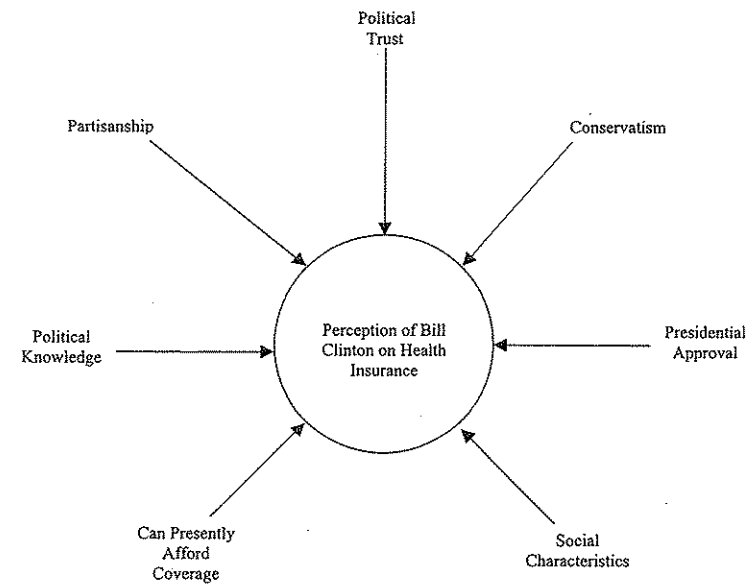 Political
Trust
Partisanship
Conservatism
Perception of Bill
Clinton on Health
Insurance
Political
Knowledge
Presidential
Approval
Can Presently
Afford
Coverage
Social
Characteristics